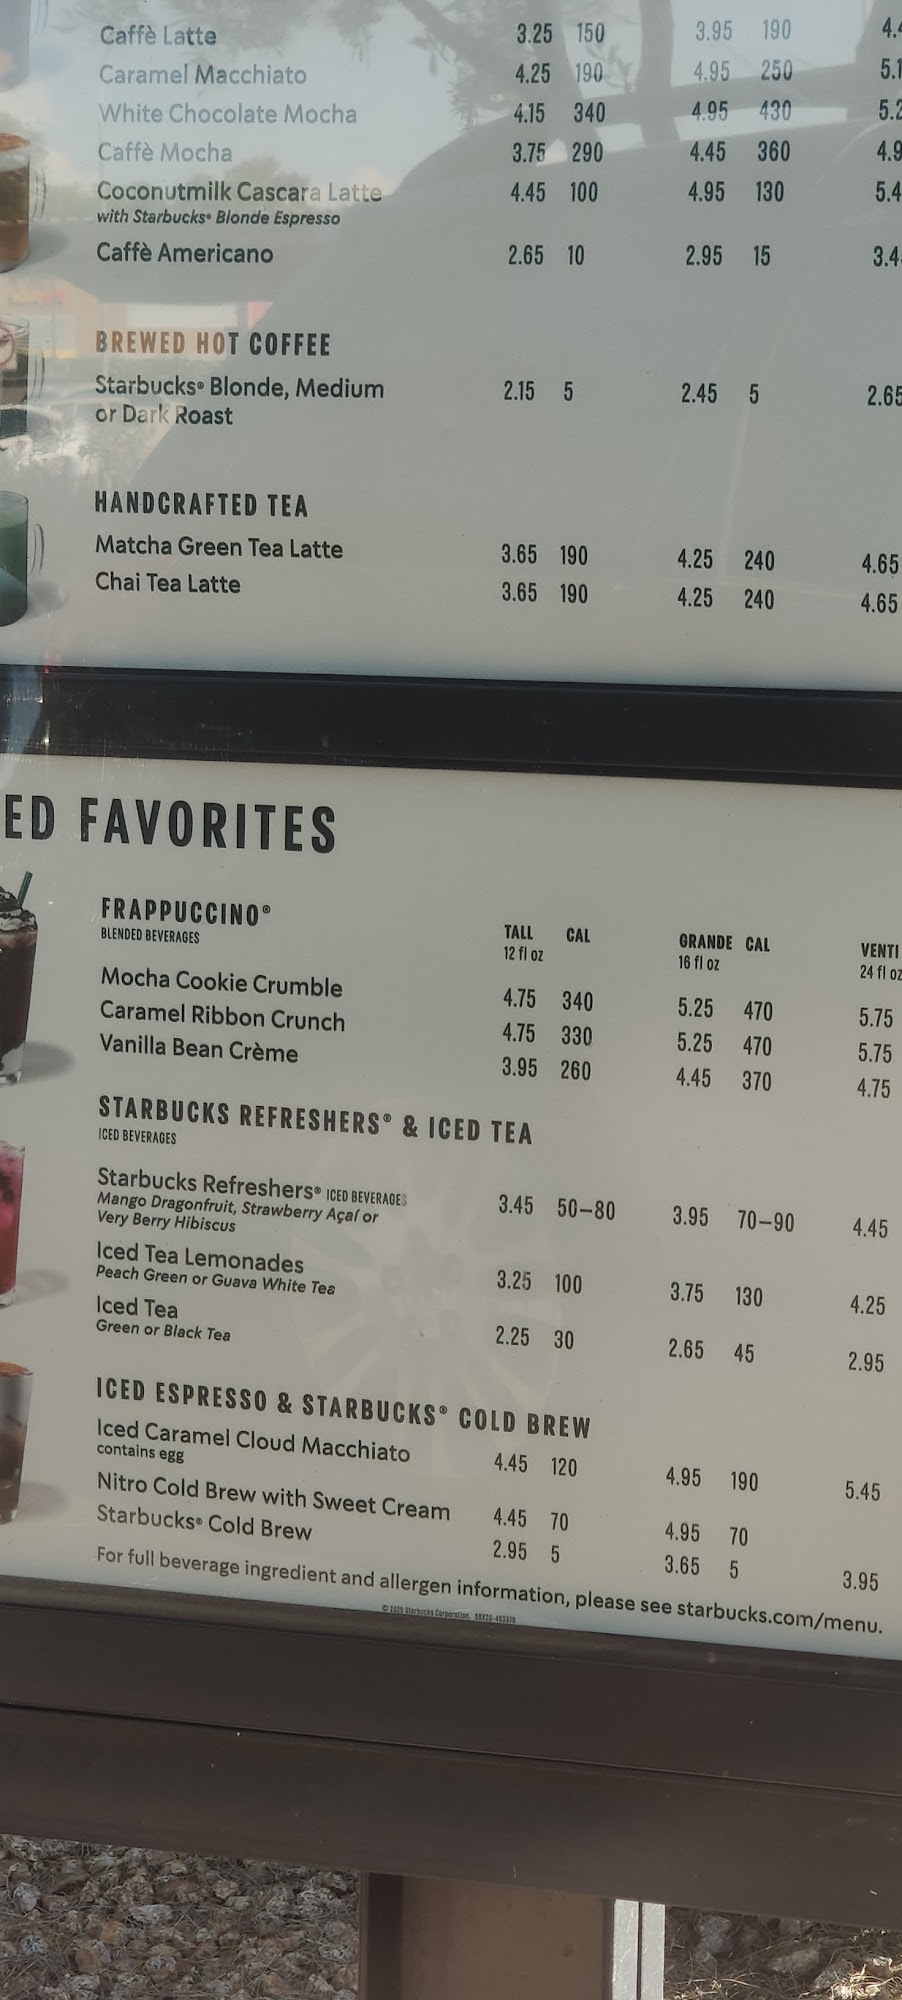 Caffè Latte 3.25 150 3.95 190
Caramel Macchiato 4.25 190 4.95 250 5.1
White Chocolate Mocha 4.15 340 4.95 430 5.2
Caffè Mocha 3.75 290 4.45 360 4.9
Coconutmilk Cascara Latte 4.45 100 4.95 130 5.4
with Starbucks® Blonde Espresso
Caffè Americano 2.65 10 2.95 15 3.4
BREWED HOT COFFEE
Starbucks® Blonde, Medium 2.15 5 2.45 5 2.65
or Dark Roast
HANDCRAFTED TEA
Matcha Green Tea Latte 3.65 190 4.25 240 4.65
Chai Tea Latte 3.65 190 4.25 240 4.65
ED FAVORITES
FRAPPUCCINO® TALL CAL GRANDE CAL VENTI
BLENDED BEVERAGES 12 fl oz 16 fl oz 24 fl oz
Mocha Cookie Crumble 4.75 340 5.25 470 5.75
Caramel Ribbon Crunch 4.75 330 5.25 470 5.75
Vanilla Bean Crème 3.95 260 4.45 370 4.75
STARBUCKS REFRESHERS® & ICED TEA
ICED BEVERAGES
Starbucks Refreshers® ICED BEVERAGES 3.45 50–80 3.95 70–90 4.45
Mango Dragonfruit, Strawberry Açaí or
Very Berry Hibiscus
Iced Tea Lemonades 3.25 100 3.75 130 4.25
Peach Green or Guava White Tea
Iced Tea 2.25 30 2.65 45 2.95
Green or Black Tea
ICED ESPRESSO & STARBUCKS® COLD BREW
Iced Caramel Cloud Macchiato 4.45 120 4.95 190 5.45
contains egg
Nitro Cold Brew with Sweet Cream 4.45 70 4.95 70
Starbucks® Cold Brew 2.95 5 3.65 5 3.95
For full beverage ingredient and allergen information, please see starbucks.com/menu.
© 2020 Starbucks Corporation.